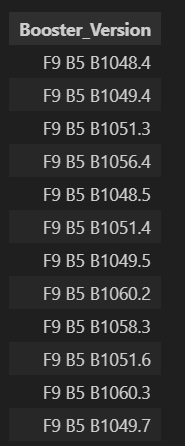 Booster_Version
F9 B5 B1048.4
F9 B5 B1049.4
F9 B5 B1051.3
F9 B5 B1056.4
F9 B5 B1048.5
F9 B5 B1051.4
F9 B5 B1049.5
F9 B5 B1060.2
F9 B5 B1058.3
F9 B5 B1051.6
F9 B5 B1060.3
F9 B5 B1049.7